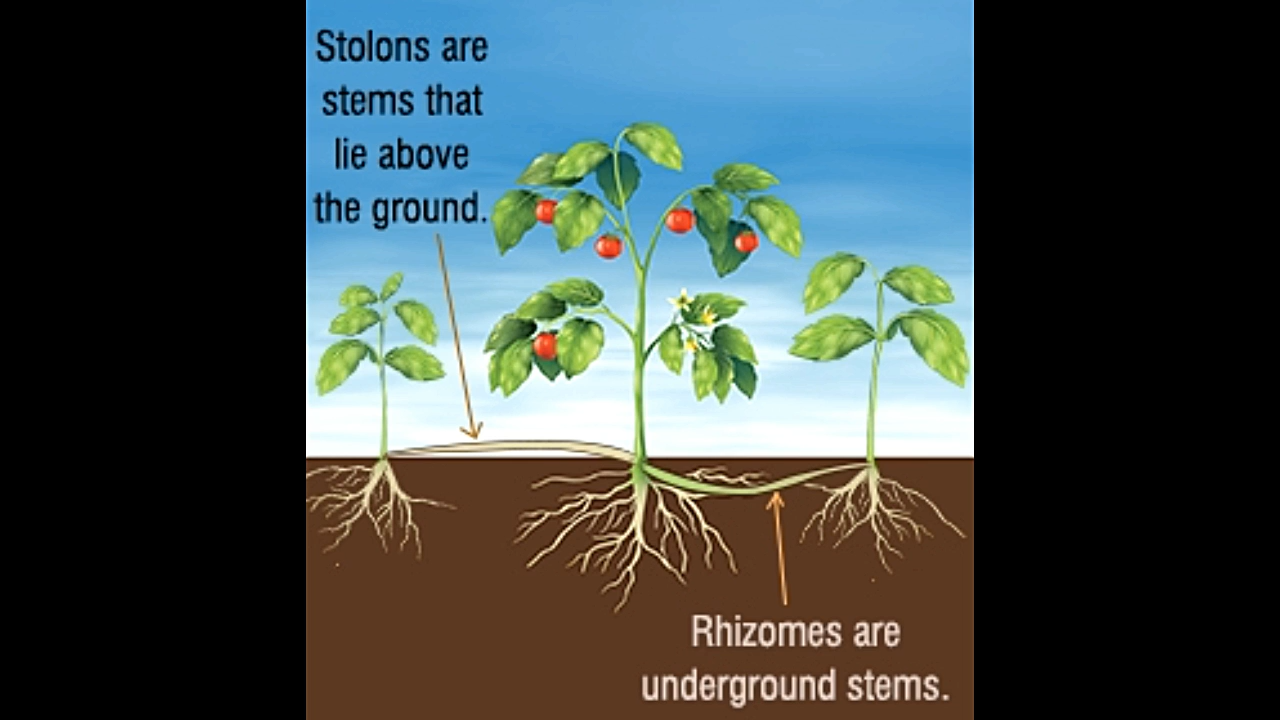 Stolons are
stems that
lie above
the ground.
Rhizomes are
underground stems.